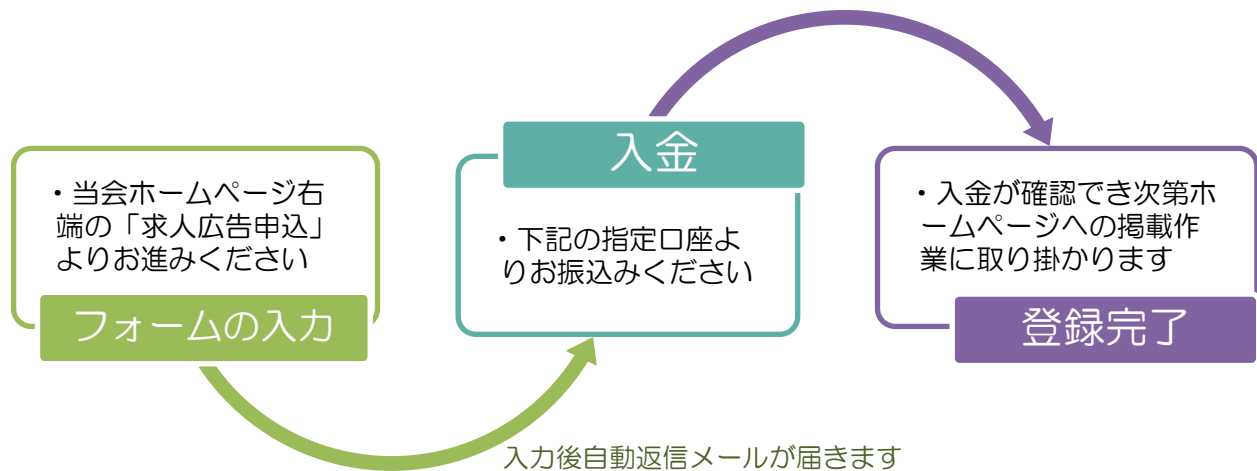 ・当会ホームページ右
端の「求人広告申込」
よりお進みください
フォームの入力
入力後自動返信メールが届きます
入金
・下記の指定口座よ
りお振込みください
・入金が確認でき次第ホ
ームページへの掲載作
業に取り掛かります
登録完了